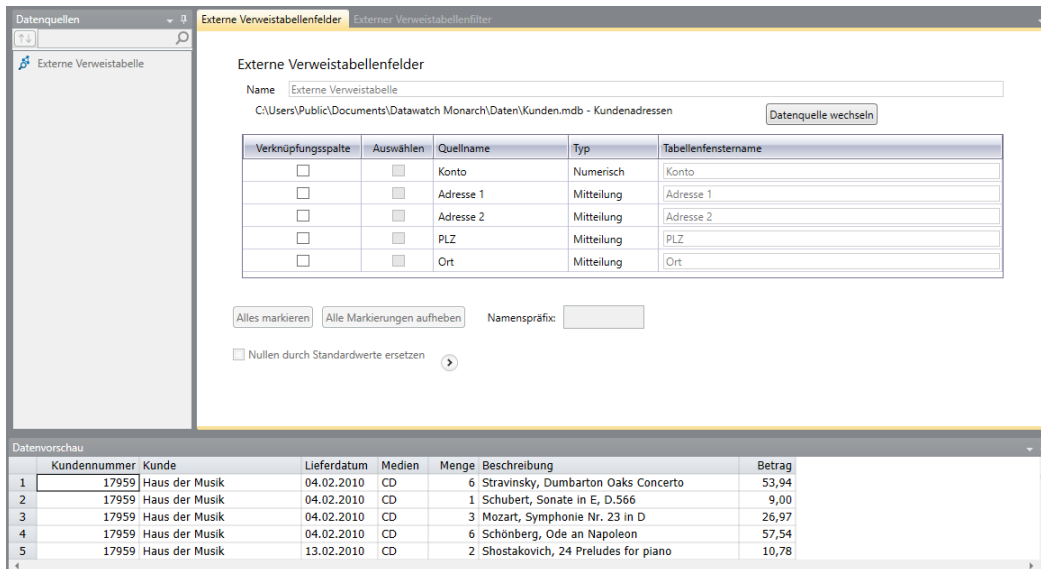 Datenquellen
Externe Verweistabelle
Externe Verweistabellenfelder Externer Verweistabellenfilter
Externe Verweistabellenfelder
Name Externe Verweistabelle
C:\Users\Public\Documents\Datawatch Monarch\Daten\Kunden.mdb - Kundenadressen Datenquelle wechseln
Verknüpfungsspalte Auswählen Quellname Typ Tabellenfenstername
Konto Numerisch Konto
Adresse 1 Mitteilung Adresse 1
Adresse 2 Mitteilung Adresse 2
PLZ Mitteilung PLZ
Ort Mitteilung Ort
Alles markieren Alle Markierungen aufheben Namenspräfix:
Nullen durch Standardwerte ersetzen
Datenvorschau
Kundennummer Kunde Lieferdatum Medien Menge Beschreibung Betrag
1 17959 Haus der Musik 04.02.2010 CD 6 Stravinsky, Dumbarton Oaks Concerto 53,94
2 17959 Haus der Musik 04.02.2010 CD 1 Schubert, Sonate in E, D.566 9,00
3 17959 Haus der Musik 04.02.2010 CD 3 Mozart, Symphonie Nr. 23 in D 26,97
4 17959 Haus der Musik 04.02.2010 CD 6 Schönberg, Ode an Napoleon 57,54
5 17959 Haus der Musik 13.02.2010 CD 2 Shostakovich, 24 Preludes for piano 10,78